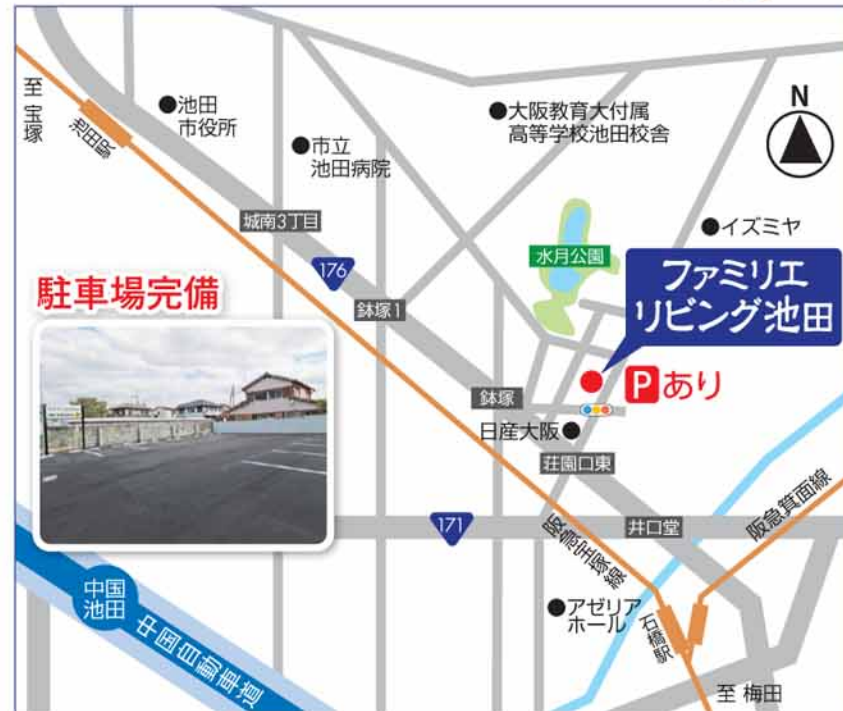 至 宝塚
池田駅
池田
市役所
市立
池田病院
大阪教育大付属
高等学校池田校舎
N
イズミヤ
城南3丁目
水月公園
176
ファミリエ
リビング池田
駐車場完備
鉢塚1
Pあり
鉢塚
日産大阪
荘園口東
171
井口堂
阪急宝塚線
阪急箕面線
中国
池田
中国自動車道
アゼリア
ホール
石橋駅
至 梅田